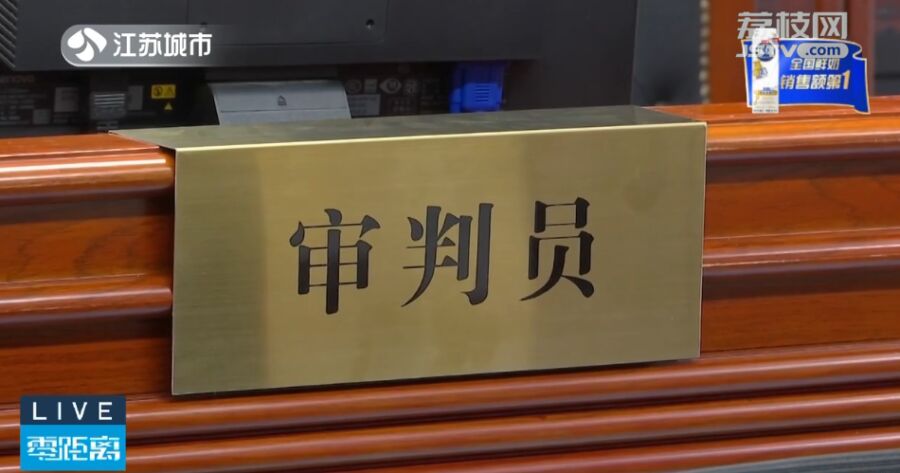 江苏城市
荔枝网
JSTV.com
全国鲜奶
销售额第1
审判员
LIVE
零距离